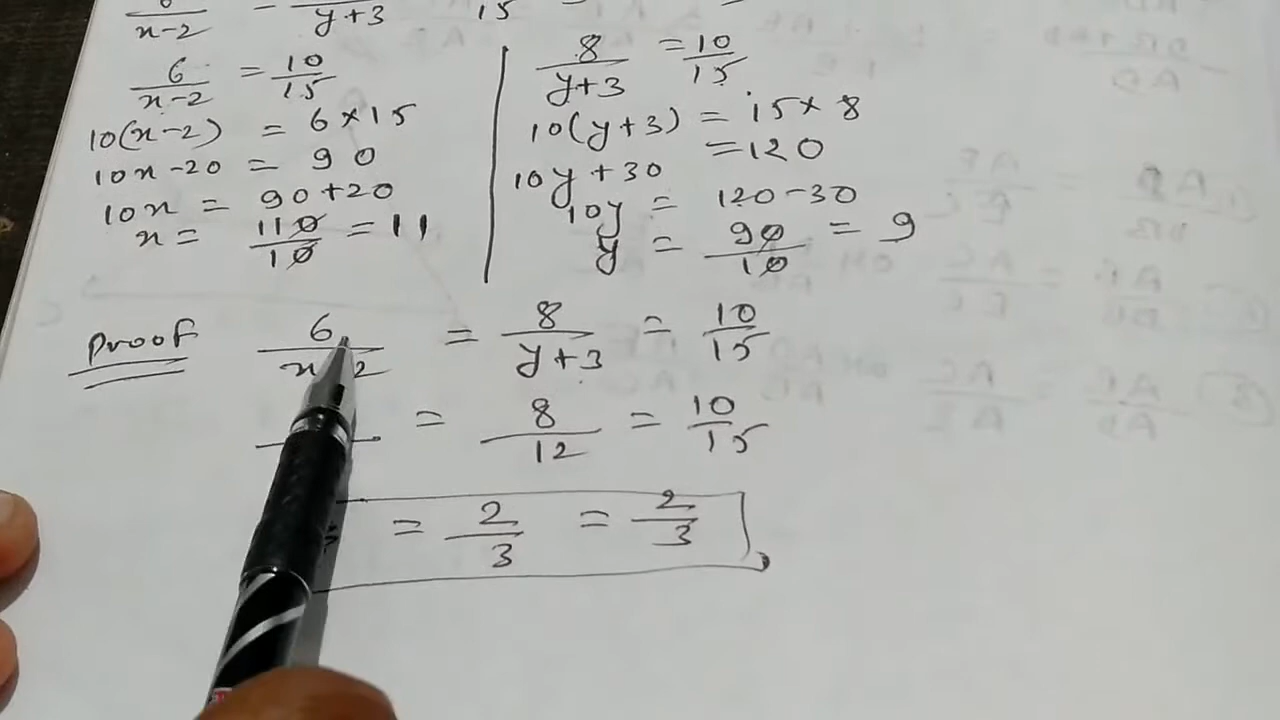 6/(x-2) = 10/15
10(x-2) = 6×15
10x-20 = 90
10x = 90+20
x = 110/10 = 11
8/(y+3) = 10/15
10(y+3) = 15×8
10y+30 = 120
10y = 120-30
y = 90/10 = 9
Proof 6/(x-2) = 8/(y+3) = 10/15
= 8/12 = 10/15
= 2/3 = 2/3